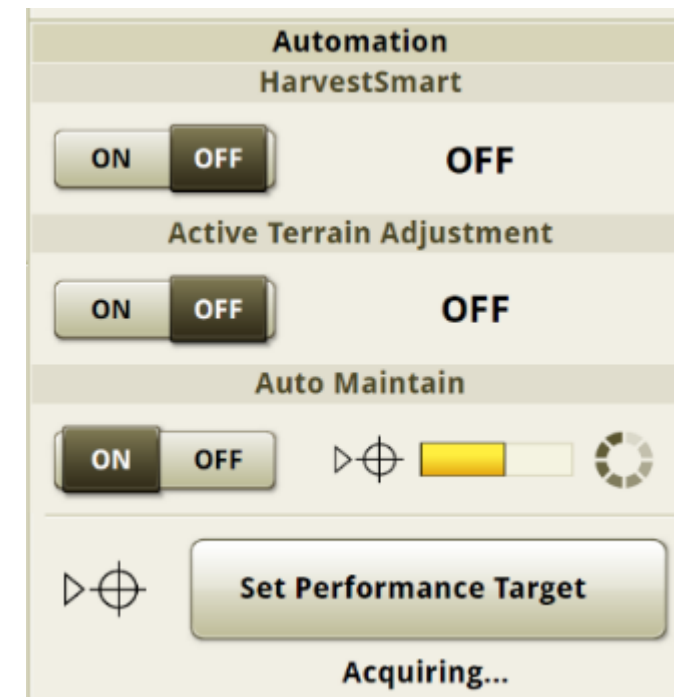 Automation
HarvestSmart
ON OFF OFF
Active Terrain Adjustment
ON OFF OFF
Auto Maintain
ON OFF
Set Performance Target
Acquiring...